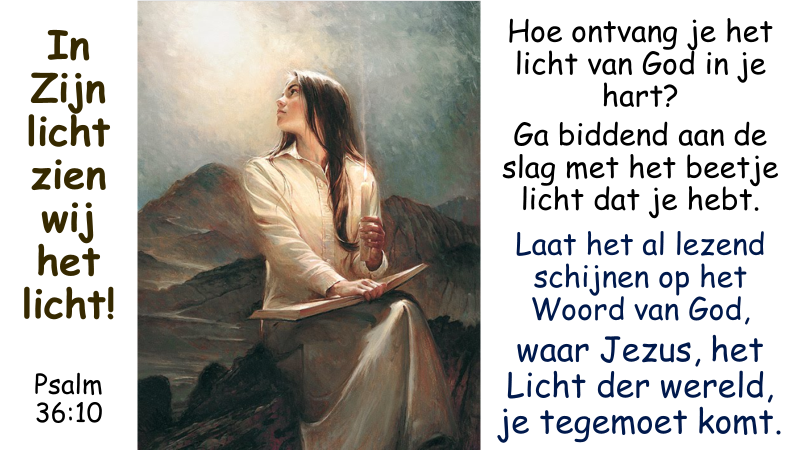 In
Zijn
licht
zien
wij
het
licht!
Psalm
36:10
Hoe ontvang je het
licht van God in je
hart?
Ga biddend aan de
slag met het beetje
licht dat je hebt.
Laat het al lezend
schijnen op het
Woord van God,
waar Jezus, het
Licht der wereld,
je tegemoet komt.